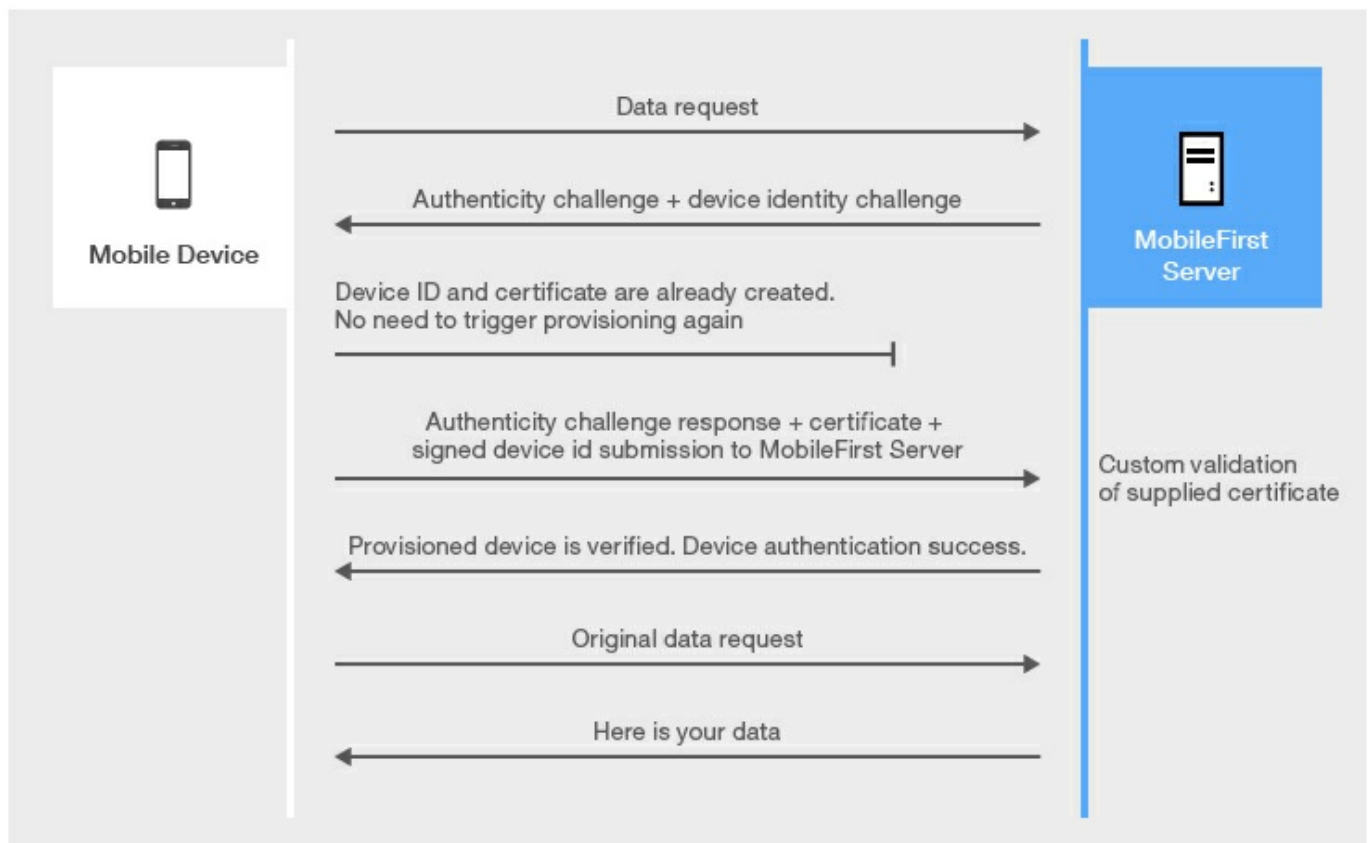 Data request
Authenticity challenge + device identity challenge
Mobile Device
MobileFirst
Server
Device ID and certificate are already created.
No need to trigger provisioning again
Authenticity challenge response + certificate +
signed device id submission to MobileFirst Server
Custom validation
of supplied certificate
Provisioned device is verified. Device authentication success.
Original data request
Here is your data